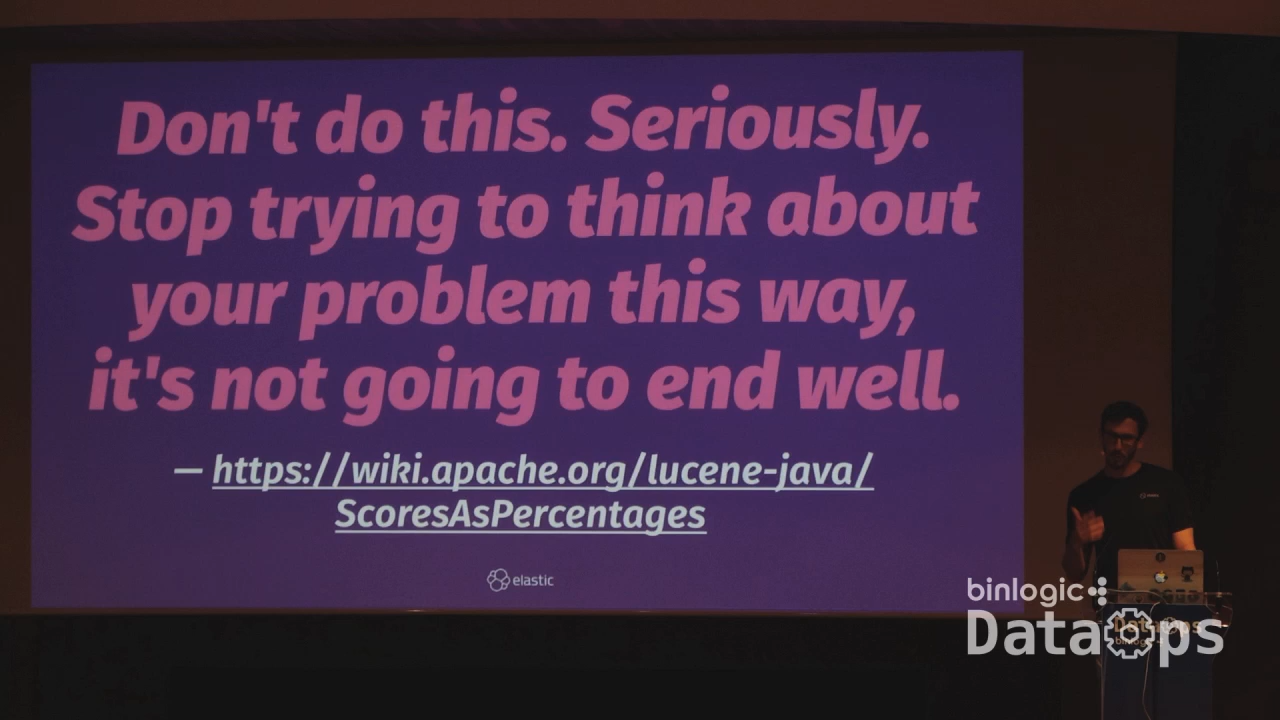 Don't do this. Seriously.
Stop trying to think about
your problem this way,
it's not going to end well.
— https://wiki.apache.org/lucene-java/
ScoresAsPercentages
elastic
binlogic
DataOps